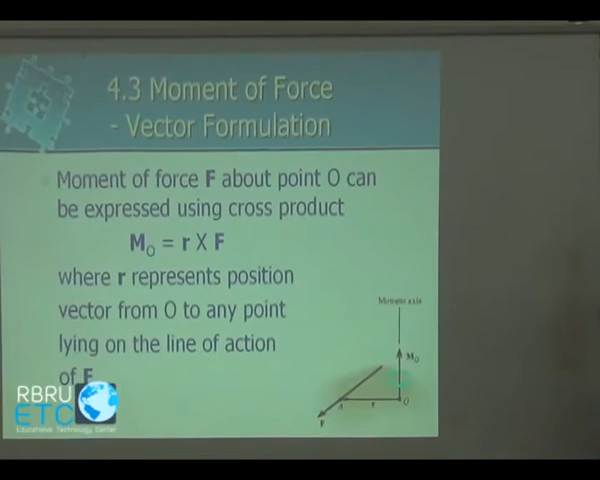 4.3 Moment of Force
- Vector Formulation
Moment of force F about point O can
be expressed using cross product
M_O = r X F
where r represents position
vector from O to any point
lying on the line of action
of F
Moment axis
M_O
A
r
O
F
RBRU
ETC
Educational Technology Center